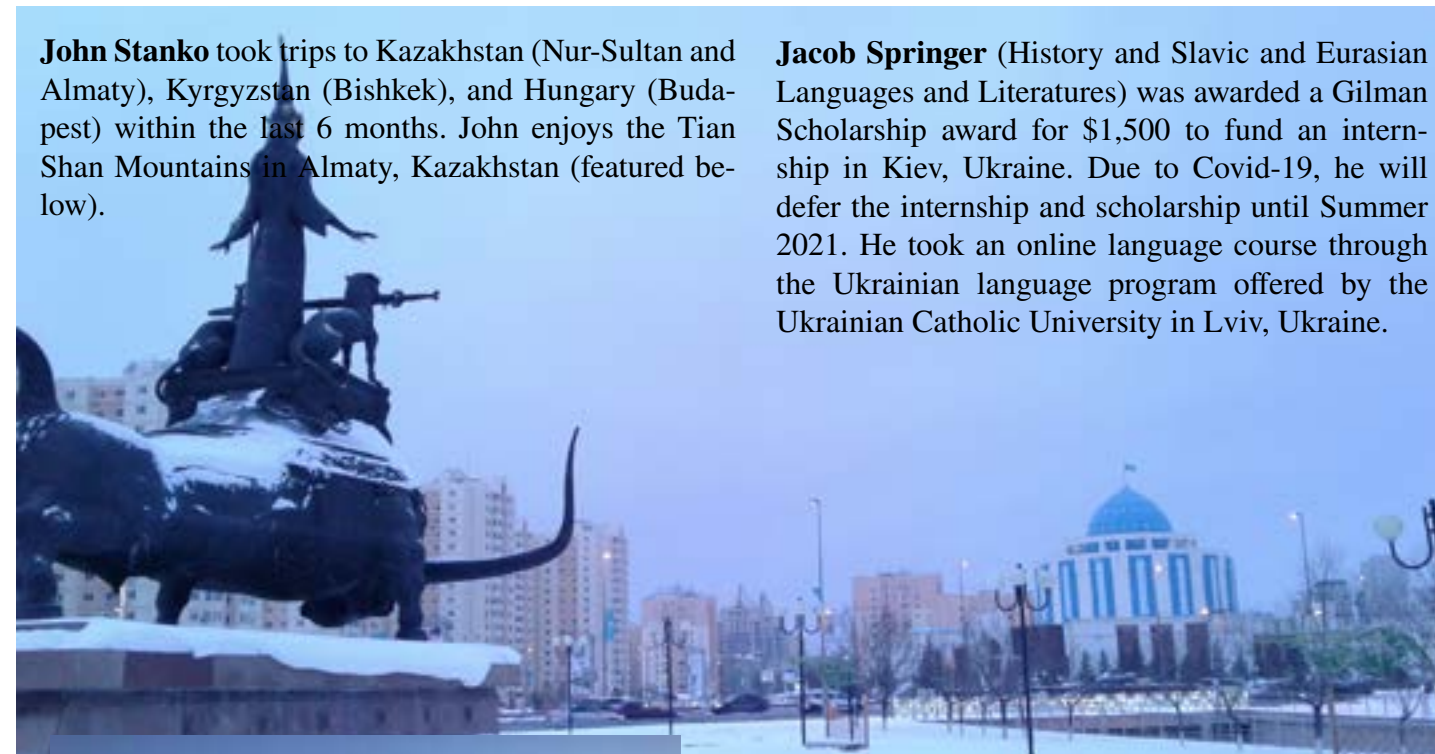 John Stanko took trips to Kazakhstan (Nur-Sultan and
Almaty), Kyrgyzstan (Bishkek), and Hungary (Buda-
pest) within the last 6 months. John enjoys the Tian
Shan Mountains in Almaty, Kazakhstan (featured be-
low).
Jacob Springer (History and Slavic and Eurasian
Languages and Literatures) was awarded a Gilman
Scholarship award for $1,500 to fund an intern-
ship in Kiev, Ukraine. Due to Covid-19, he will
defer the internship and scholarship until Summer
2021. He took an online language course through
the Ukrainian language program offered by the
Ukrainian Catholic University in Lviv, Ukraine.